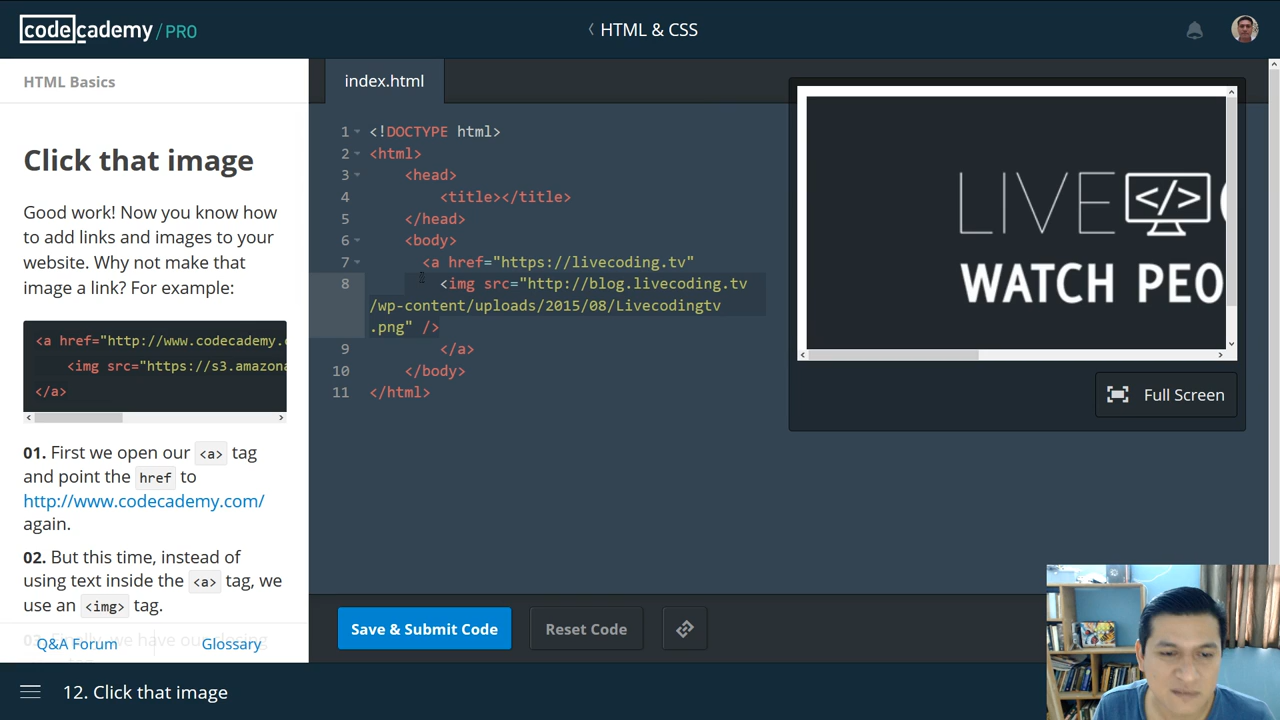 codecademy / PRO
HTML & CSS
HTML Basics
Click that image
Good work! Now you know how
to add links and images to your
website. Why not make that
image a link? For example:
<a href="http://www.codecademy.
<img src="https://s3.amazona
</a>
01. First we open our <a> tag
and point the href to
http://www.codecademy.com/
again.
02. But this time, instead of
using text inside the <a> tag, we
use an <img> tag.
03. Finally, we have our closing
Q&A Forum
Glossary
index.html
1 <!DOCTYPE html>
2 <html>
3 <head>
4 <title></title>
5 </head>
6 <body>
7 <a href="https://livecoding.tv"
8 <img src="http://blog.livecoding.tv
/wp-content/uploads/2015/08/Livecodingtv
.png" />
9 </a>
10 </body>
11 </html>
LIVE </>
WATCH PEO
Full Screen
Save & Submit Code
Reset Code
12. Click that image